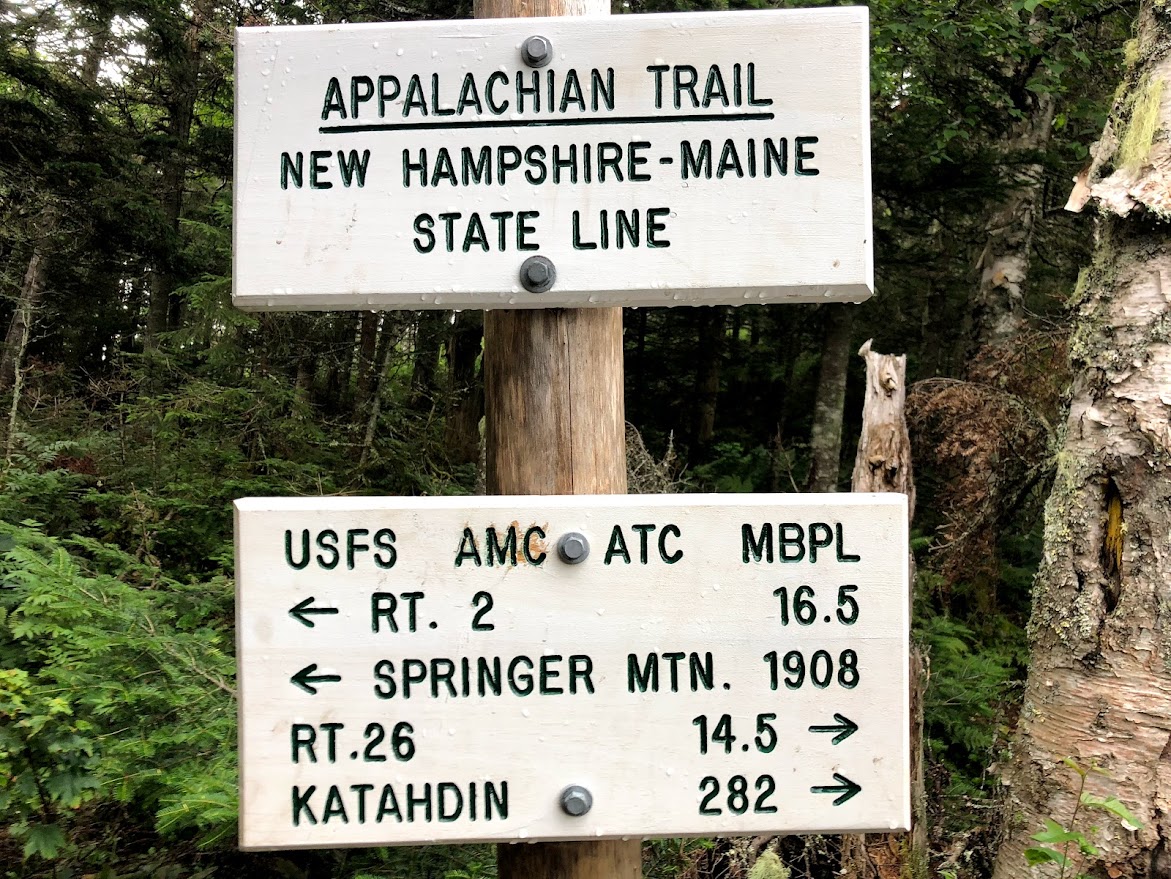 APPALACHIAN TRAIL
NEW HAMPSHIRE-MAINE
STATE LINE
USFS AMC ATC MBPL
← RT. 2 16.5
← SPRINGER MTN. 1908
RT.26 14.5 →
KATAHDIN 282 →